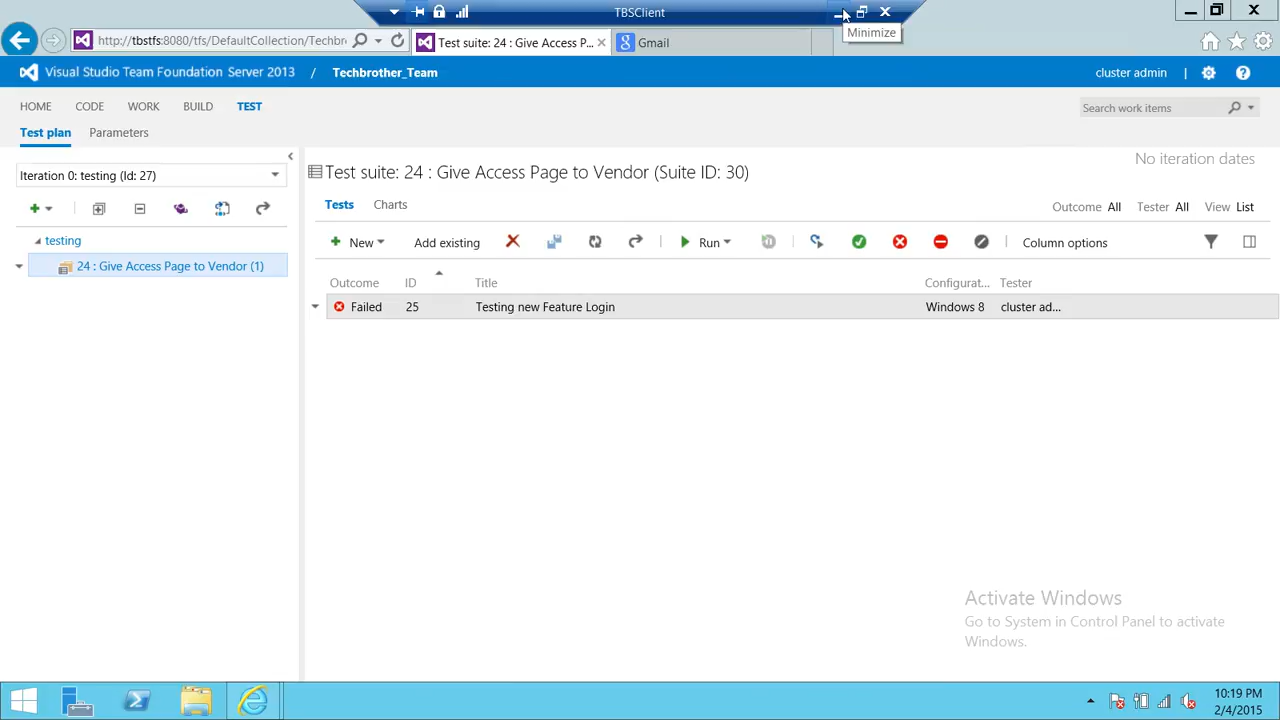 TBSClient
Minimize
http://tbstfs:8080/tfs/DefaultCollection/Techbr
Test suite: 24 : Give Access P...
Gmail
Visual Studio Team Foundation Server 2013 / Techbrother_Team
cluster admin
HOME CODE WORK BUILD TEST
Search work items
Test plan Parameters
No iteration dates
Iteration 0: testing (Id: 27)
Test suite: 24 : Give Access Page to Vendor (Suite ID: 30)
Tests Charts
Outcome All Tester All View List
New Add existing Run Column options
testing
24 : Give Access Page to Vendor (1)
Outcome ID Title Configurat... Tester
Failed 25 Testing new Feature Login Windows 8 cluster ad...
Activate Windows
Go to System in Control Panel to activate
Windows.
10:19 PM
2/4/2015